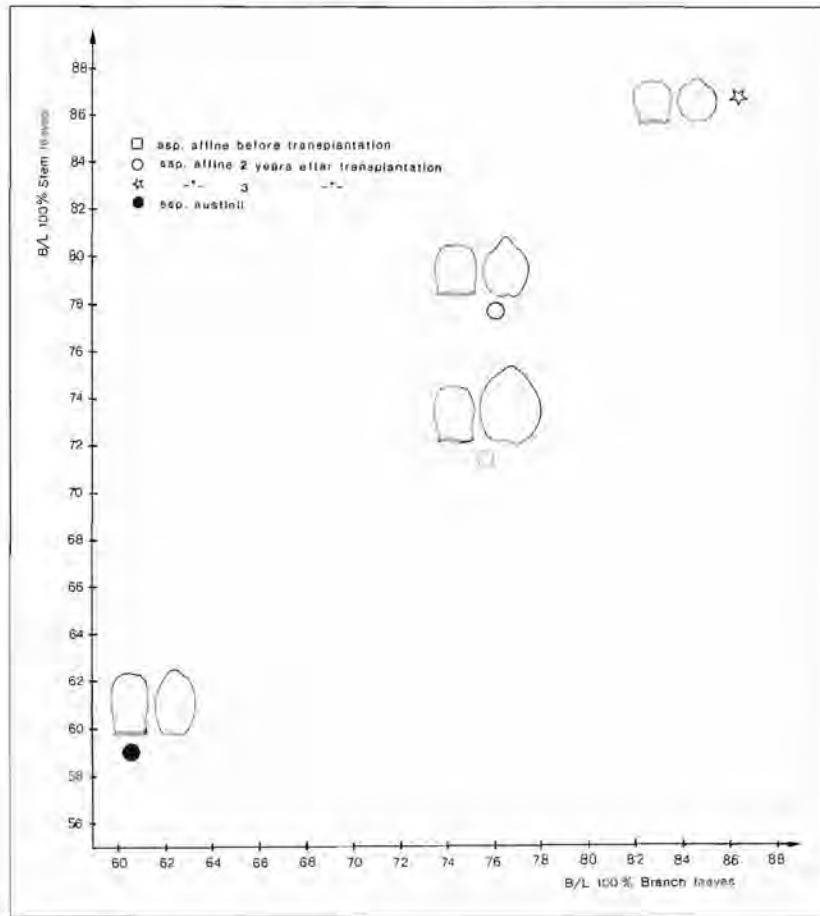 88
86
84
82
80
78
76
74
72
70
68
66
64
62
60
58
56
B/L 100% Stem leaves
ssp. affine before transplantation
ssp. affine 2 years after transplantation
-"- 3 -"-
ssp. austinii
60 62 64 66 68 70 72 74 76 78 80 82 84 86 88
B/L 100% Branch leaves